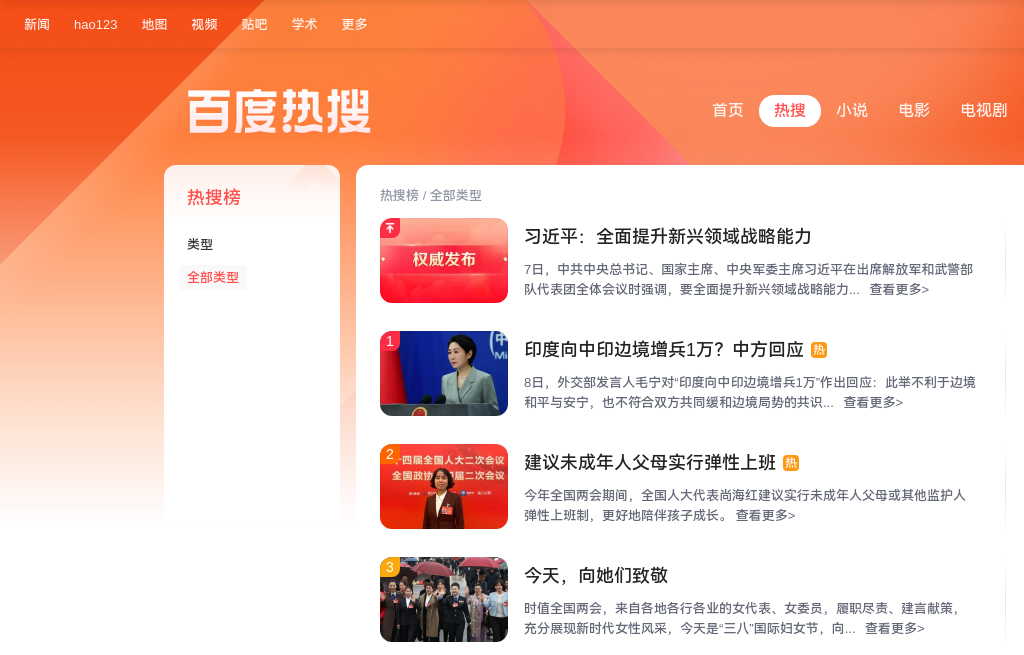 新闻 hao123 地图 视频 贴吧 学术 更多
百度热搜
首页 热搜 小说 电影 电视剧
热搜榜
类型
全部类型
热搜榜 / 全部类型
权威发布
习近平：全面提升新兴领域战略能力
7日，中共中央总书记、国家主席、中央军委主席习近平在出席解放军和武警部
队代表团全体会议时强调，要全面提升新兴领域战略能力... 查看更多>
1
印度向中印边境增兵1万？中方回应 热
8日，外交部发言人毛宁对“印度向中印边境增兵1万”作出回应：此举不利于边境
和平与安宁，也不符合双方共同缓和边境局势的共识... 查看更多>
2
十四届全国人大二次会议
建议未成年人父母实行弹性上班 热
今年全国两会期间，全国人大代表尚海红建议实行未成年人父母或其他监护人
弹性上班制，更好地陪伴孩子成长。 查看更多>
3
今天，向她们致敬
时值全国两会，来自各地各行各业的女代表、女委员，履职尽责、建言献策，
充分展现新时代女性风采，今天是“三八”国际妇女节，向... 查看更多>